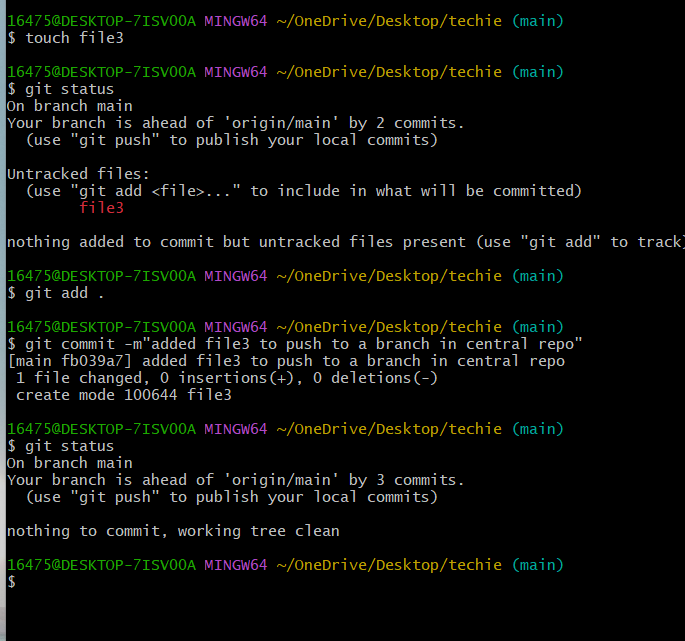 16475@DESKTOP-7ISVOOA MINGW64 ~/OneDrive/Desktop/techie (main)
$ touch file3
16475@DESKTOP-7ISVOOA MINGW64 ~/OneDrive/Desktop/techie (main)
$ git status
On branch main
Your branch is ahead of 'origin/main' by 2 commits.
  (use "git push" to publish your local commits)
Untracked files:
  (use "git add <file>..." to include in what will be committed)
        file3
nothing added to commit but untracked files present (use "git add" to track)
16475@DESKTOP-7ISVOOA MINGW64 ~/OneDrive/Desktop/techie (main)
$ git add .
16475@DESKTOP-7ISVOOA MINGW64 ~/OneDrive/Desktop/techie (main)
$ git commit -m"added file3 to push to a branch in central repo"
[main fb039a7] added file3 to push to a branch in central repo
 1 file changed, 0 insertions(+), 0 deletions(-)
 create mode 100644 file3
16475@DESKTOP-7ISVOOA MINGW64 ~/OneDrive/Desktop/techie (main)
$ git status
On branch main
Your branch is ahead of 'origin/main' by 3 commits.
  (use "git push" to publish your local commits)
nothing to commit, working tree clean
16475@DESKTOP-7ISVOOA MINGW64 ~/OneDrive/Desktop/techie (main)
$